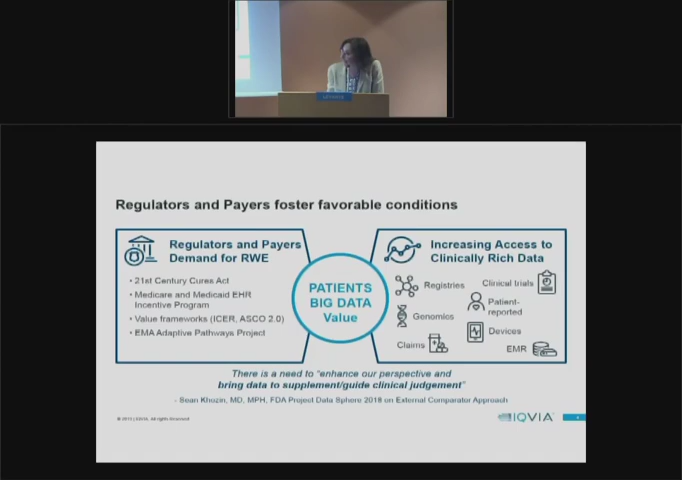 Regulators and Payers foster favorable conditions
Regulators and Payers
Demand for RWE
• 21st Century Cures Act
• Medicare and Medicaid EHR
Incentive Program
• Value frameworks (ICER, ASCO 2.0)
• EMA Adaptive Pathways Project
PATIENTS
BIG DATA
Value
Increasing Access to
Clinically Rich Data
Registries
Clinical trials
Patient-
reported
Genomics
Devices
Claims
EMR
There is a need to "enhance our perspective and
bring data to supplement/guide clinical judgement"
- Sean Khozin, MD, MPH, FDA Project Data Sphere 2018 on External Comparator Approach
IQVIA. All rights Reserved
IQVIA